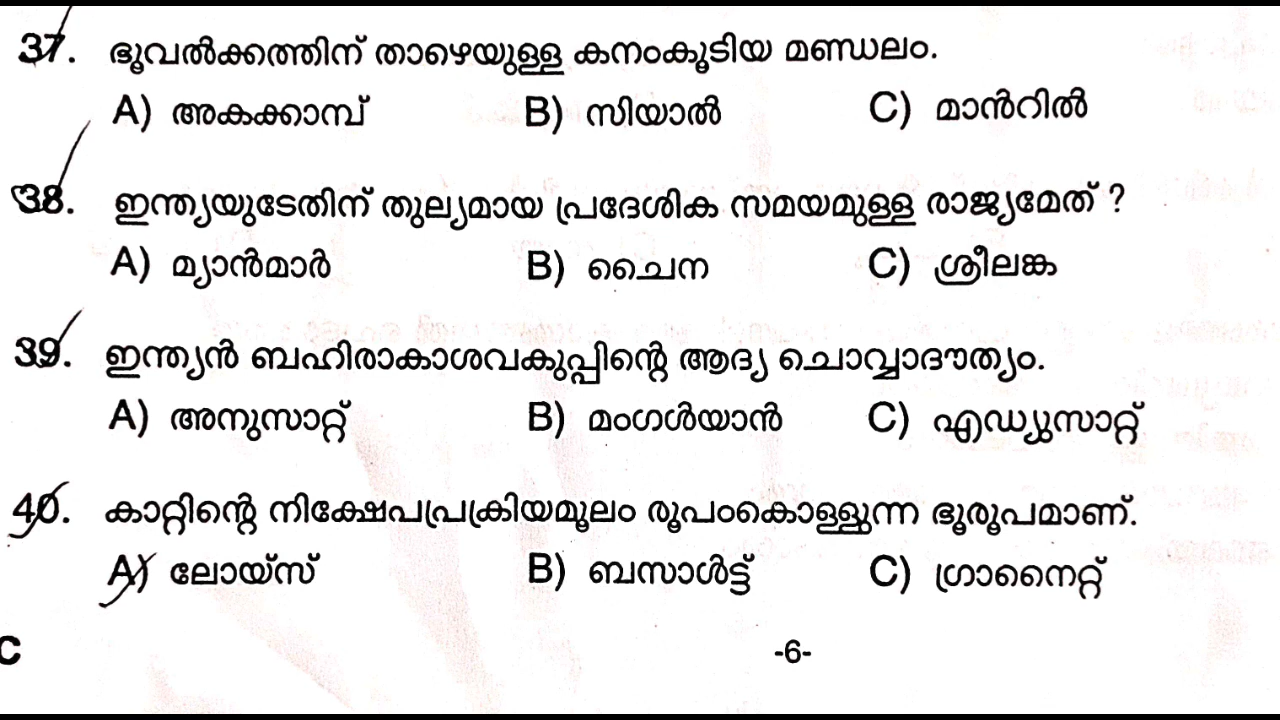 37. ഭൂവൽക്കത്തിന് താഴെയുള്ള കനംകൂടിയ മണ്ഡലം.
A) അകക്കാമ്പ് B) സിയാൽ C) മാൻറിൽ
38. ഇന്ത്യയുടേതിന് തുല്യമായ പ്രദേശിക സമയമുള്ള രാജ്യമേത് ?
A) മ്യാൻമാർ B) ചൈന C) ശ്രീലങ്ക
39. ഇന്ത്യൻ ബഹിരാകാശവകുപ്പിന്റെ ആദ്യ ചൊവ്വാദൗത്യം.
A) അനുസാറ്റ് B) മംഗൾയാൻ C) എഡ്യുസാറ്റ്
40. കാറ്റിന്റെ നിക്ഷേപപ്രക്രിയമൂലം രൂപംകൊള്ളുന്ന ഭൂരൂപമാണ്.
A) ലോയ്സ് B) ബസാൾട്ട് C) ഗ്രാനൈറ്റ്
C -6-